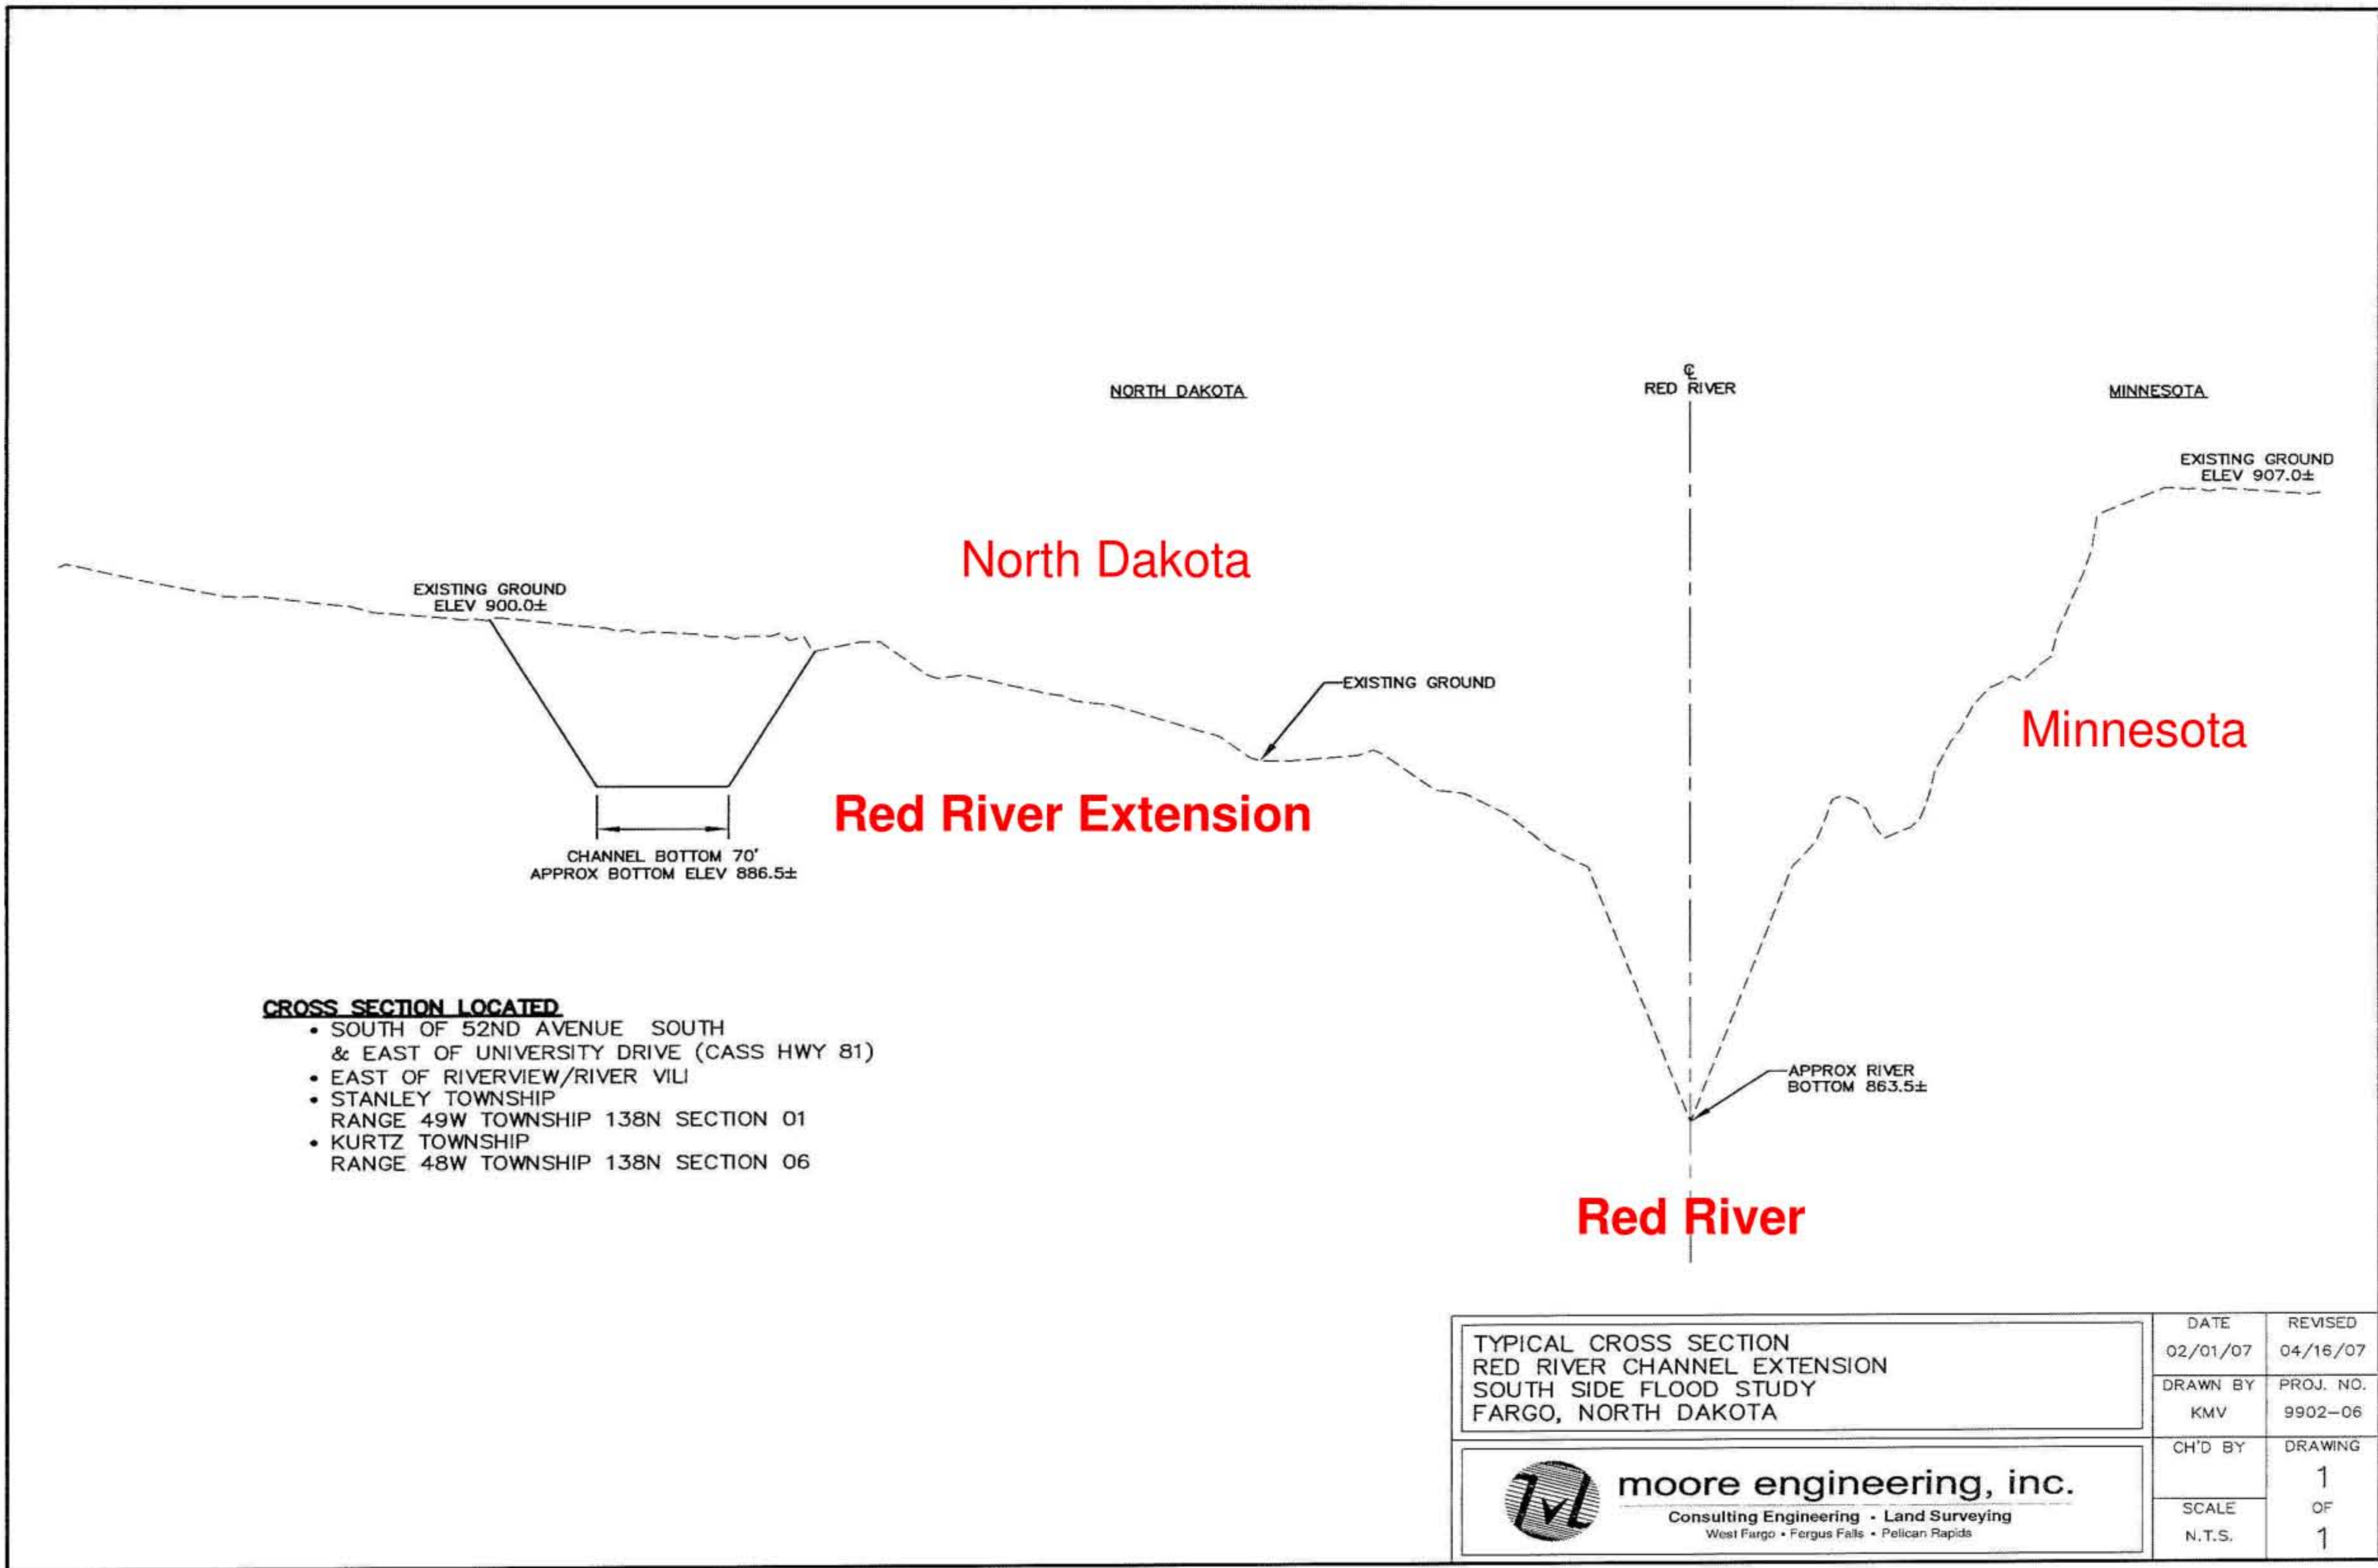 NORTH DAKOTA
℄
RED RIVER
MINNESOTA
EXISTING GROUND
ELEV 907.0±
North Dakota
EXISTING GROUND
ELEV 900.0±
EXISTING GROUND
Minnesota
Red River Extension
CHANNEL BOTTOM 70'
APPROX BOTTOM ELEV 886.5±
CROSS SECTION LOCATED
• SOUTH OF 52ND AVENUE SOUTH
& EAST OF UNIVERSITY DRIVE (CASS HWY 81)
• EAST OF RIVERVIEW/RIVER VILI
• STANLEY TOWNSHIP
RANGE 49W TOWNSHIP 138N SECTION 01
• KURTZ TOWNSHIP
RANGE 48W TOWNSHIP 138N SECTION 06
APPROX RIVER
BOTTOM 863.5±
Red River
TYPICAL CROSS SECTION
RED RIVER CHANNEL EXTENSION
SOUTH SIDE FLOOD STUDY
FARGO, NORTH DAKOTA
DATE
02/01/07
REVISED
04/16/07
DRAWN BY
KMV
PROJ. NO.
9902-06
CH'D BY
DRAWING
1
OF
1
SCALE
N.T.S.
moore engineering, inc.
Consulting Engineering • Land Surveying
West Fargo • Fergus Falls • Pelican Rapids